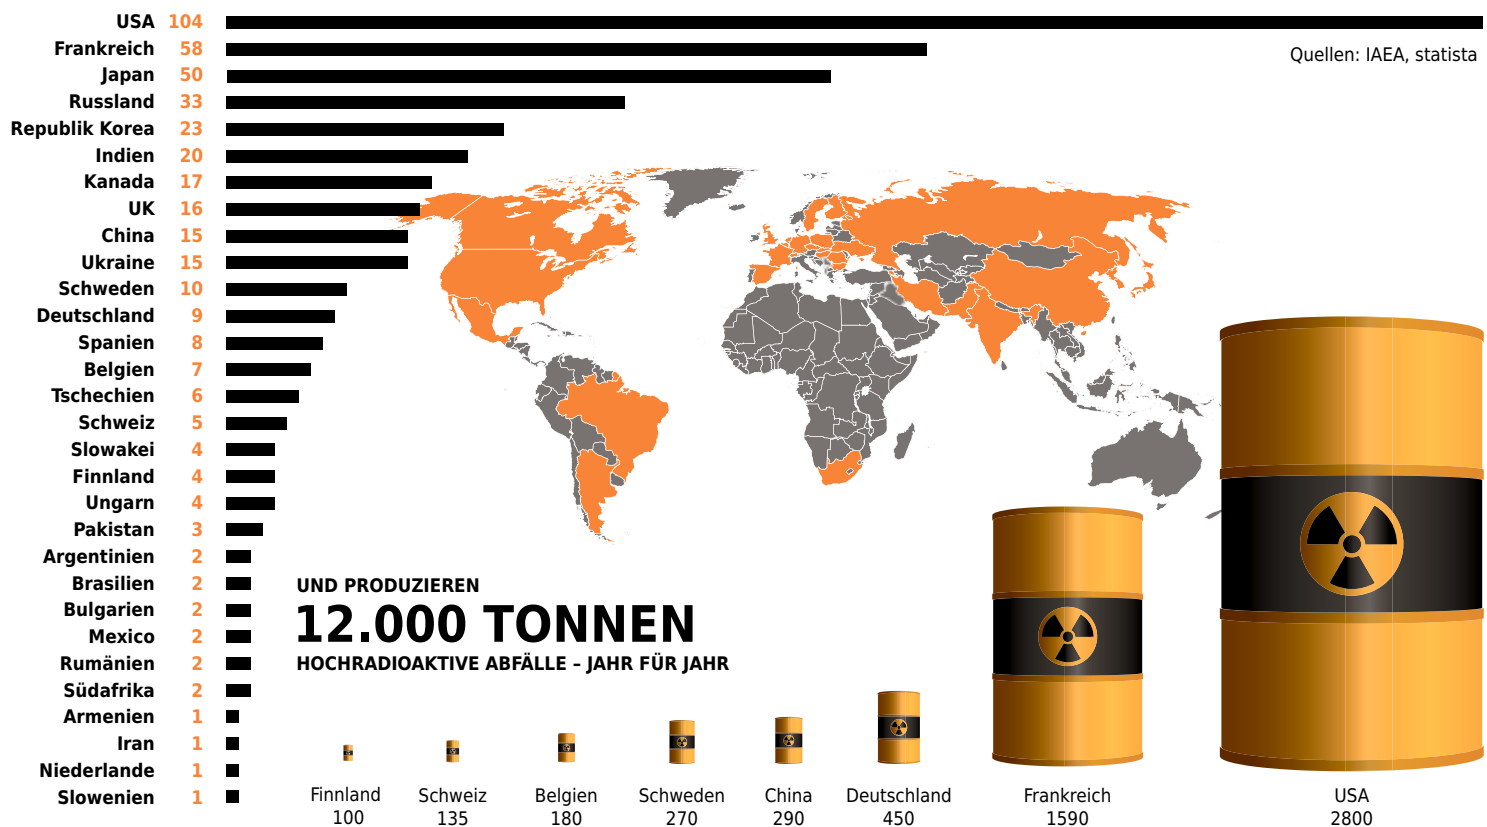 USA 104
Frankreich 58
Quellen: IAEA, statista
Japan 50
Russland 33
Republik Korea 23
Indien 20
Kanada 17
UK 16
China 15
Ukraine 15
Schweden 10
Deutschland 9
Spanien 8
Belgien 7
Tschechien 6
Schweiz 5
Slowakei 4
Finnland 4
Ungarn 4
Pakistan 3
Argentinien 2
Brasilien 2
Bulgarien 2
Mexico 2
Rumänien 2
Südafrika 2
Armenien 1
Iran 1
Niederlande 1
Slowenien 1
UND PRODUZIEREN
12.000 TONNEN
HOCHRADIOAKTIVE ABFÄLLE – JAHR FÜR JAHR
Finnland Schweiz Belgien Schweden China Deutschland Frankreich USA
100 135 180 270 290 450 1590 2800